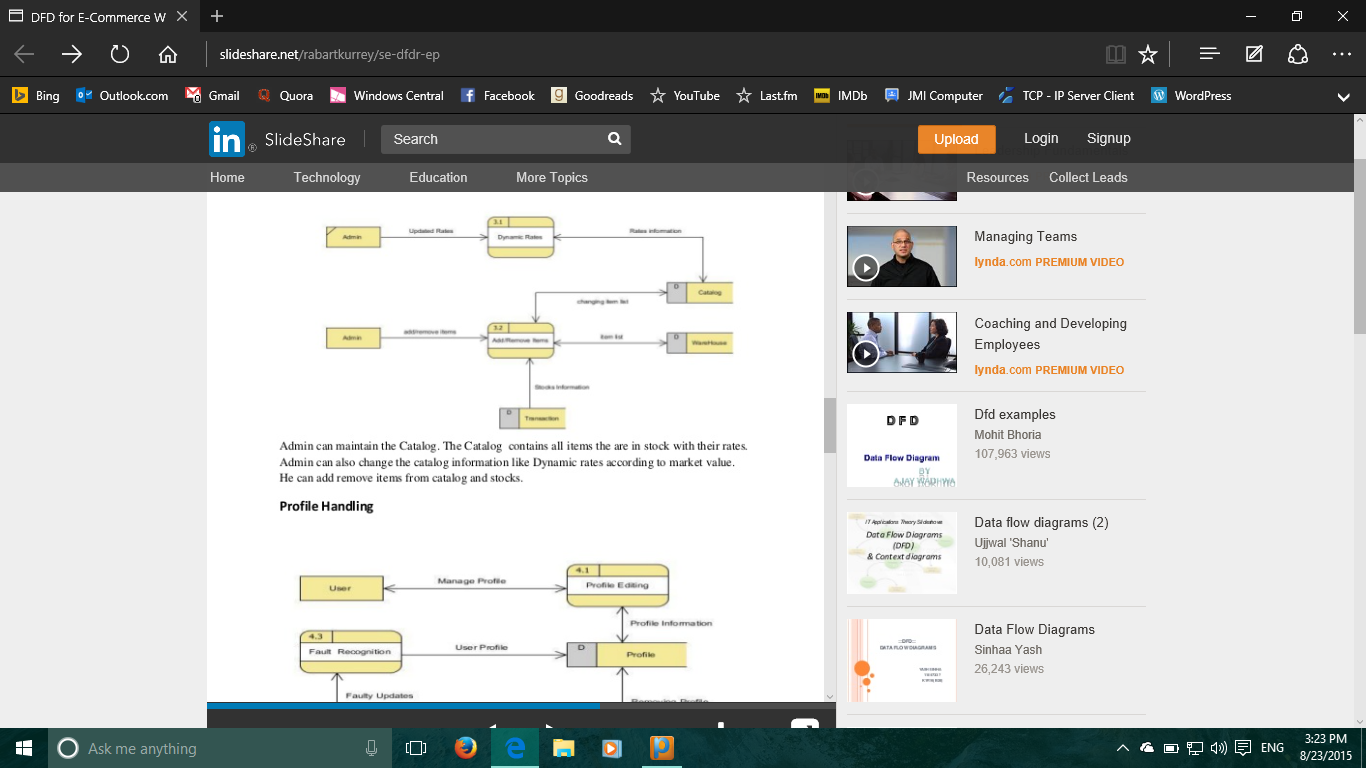 DFD for E-Commerce W
slideshare.net/rabartkurrey/se-dfdr-ep
Bing Outlook.com Gmail Quora Windows Central Facebook Goodreads YouTube Last.fm IMDb JMI Computer TCP - IP Server Client WordPress
in ® SlideShare Search Upload Login Signup
Home Technology Education More Topics Resources Collect Leads
3.1
Admin Updated Rates Dynamic Rates Rates information
D Catalog
changing item list
3.2
Admin add/remove items Add/Remove Items item list D WareHouse
Stocks Information
D Transaction
Admin can maintain the Catalog. The Catalog contains all items the are in stock with their rates.
Admin can also change the catalog information like Dynamic rates according to market value.
He can add remove items from catalog and stocks.
Profile Handling
4.1
User Manage Profile Profile Editing
Profile Information
4.3
Fault Recognition User Profile D Profile
Faulty Updates Removing Profile
Managing Teams
lynda.com PREMIUM VIDEO
Coaching and Developing
Employees
lynda.com PREMIUM VIDEO
DFD
Data Flow Diagram
BY
AJAY WADHWA
Dfd examples
Mohit Bhoria
107,963 views
IT Applications Theory Slideshows
Data Flow Diagrams
(DFD)
& Context diagrams
Data flow diagrams (2)
Ujjwal 'Shanu'
10,081 views
::DFD::
DATA FLOW DIAGRAMS
Data Flow Diagrams
Sinhaa Yash
26,243 views
Ask me anything
ENG
3:23 PM
8/23/2015